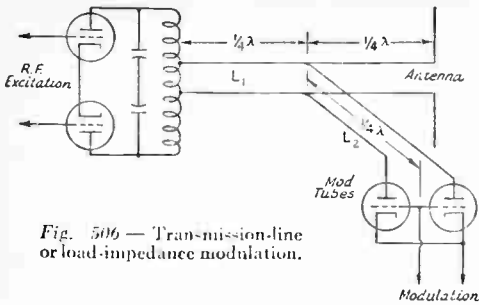 ¼ λ ¼ λ
R.F.
Excitation
L₁
Antenna
¼ λ
L₂
Mod
Tubes
Fig. 506 — Transmission-line
or load-impedance modulation.
Modulation